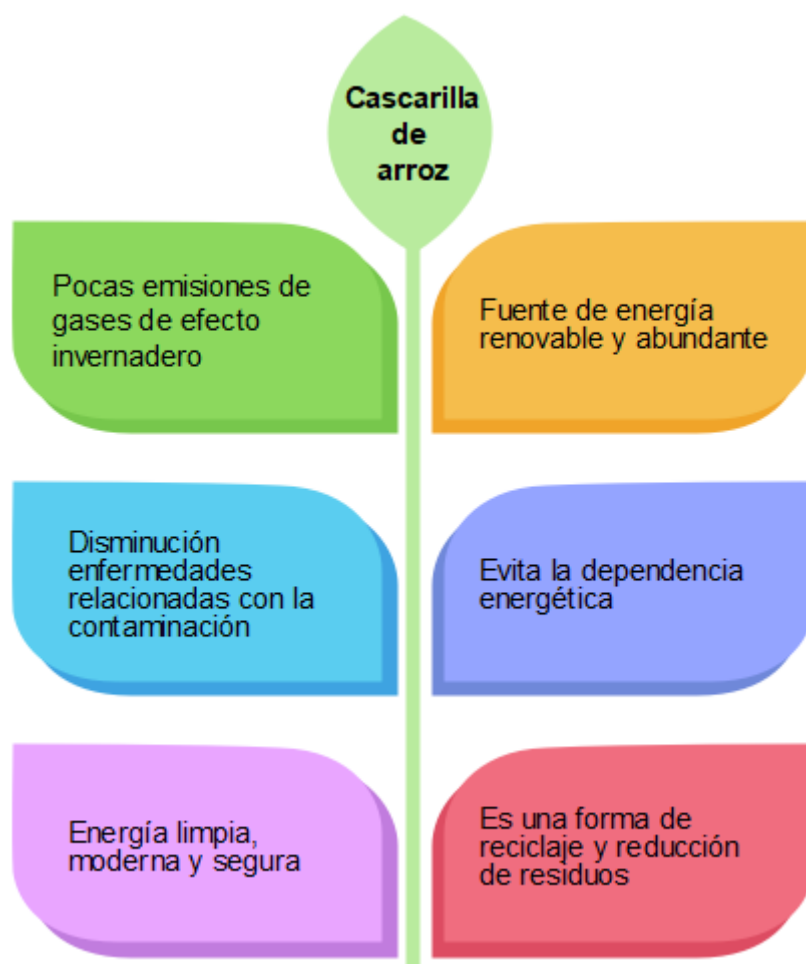 Cascarilla
de
arroz
Pocas emisiones de
gases de efecto
invernadero
Fuente de energía
renovable y abundante
Disminución
enfermedades
relacionadas con la
contaminación
Evita la dependencia
energética
Energía limpia,
moderna y segura
Es una forma de
reciclaje y reducción
de residuos